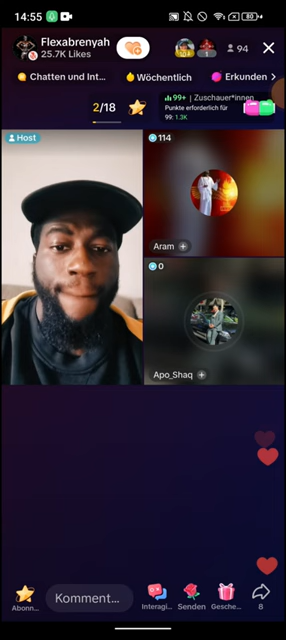 14:55
80
Flexabrenyah
25.7K Likes
94
Chatten und Int...
Wöchentlich
Erkunden
2/18
99+ | Zuschauer*innen
Punkte erforderlich für
99: 1.3K
Host
114
Aram
0
Apo_Shaq
Abonn...
Komment...
Interagi...
Senden
Gesche...
8